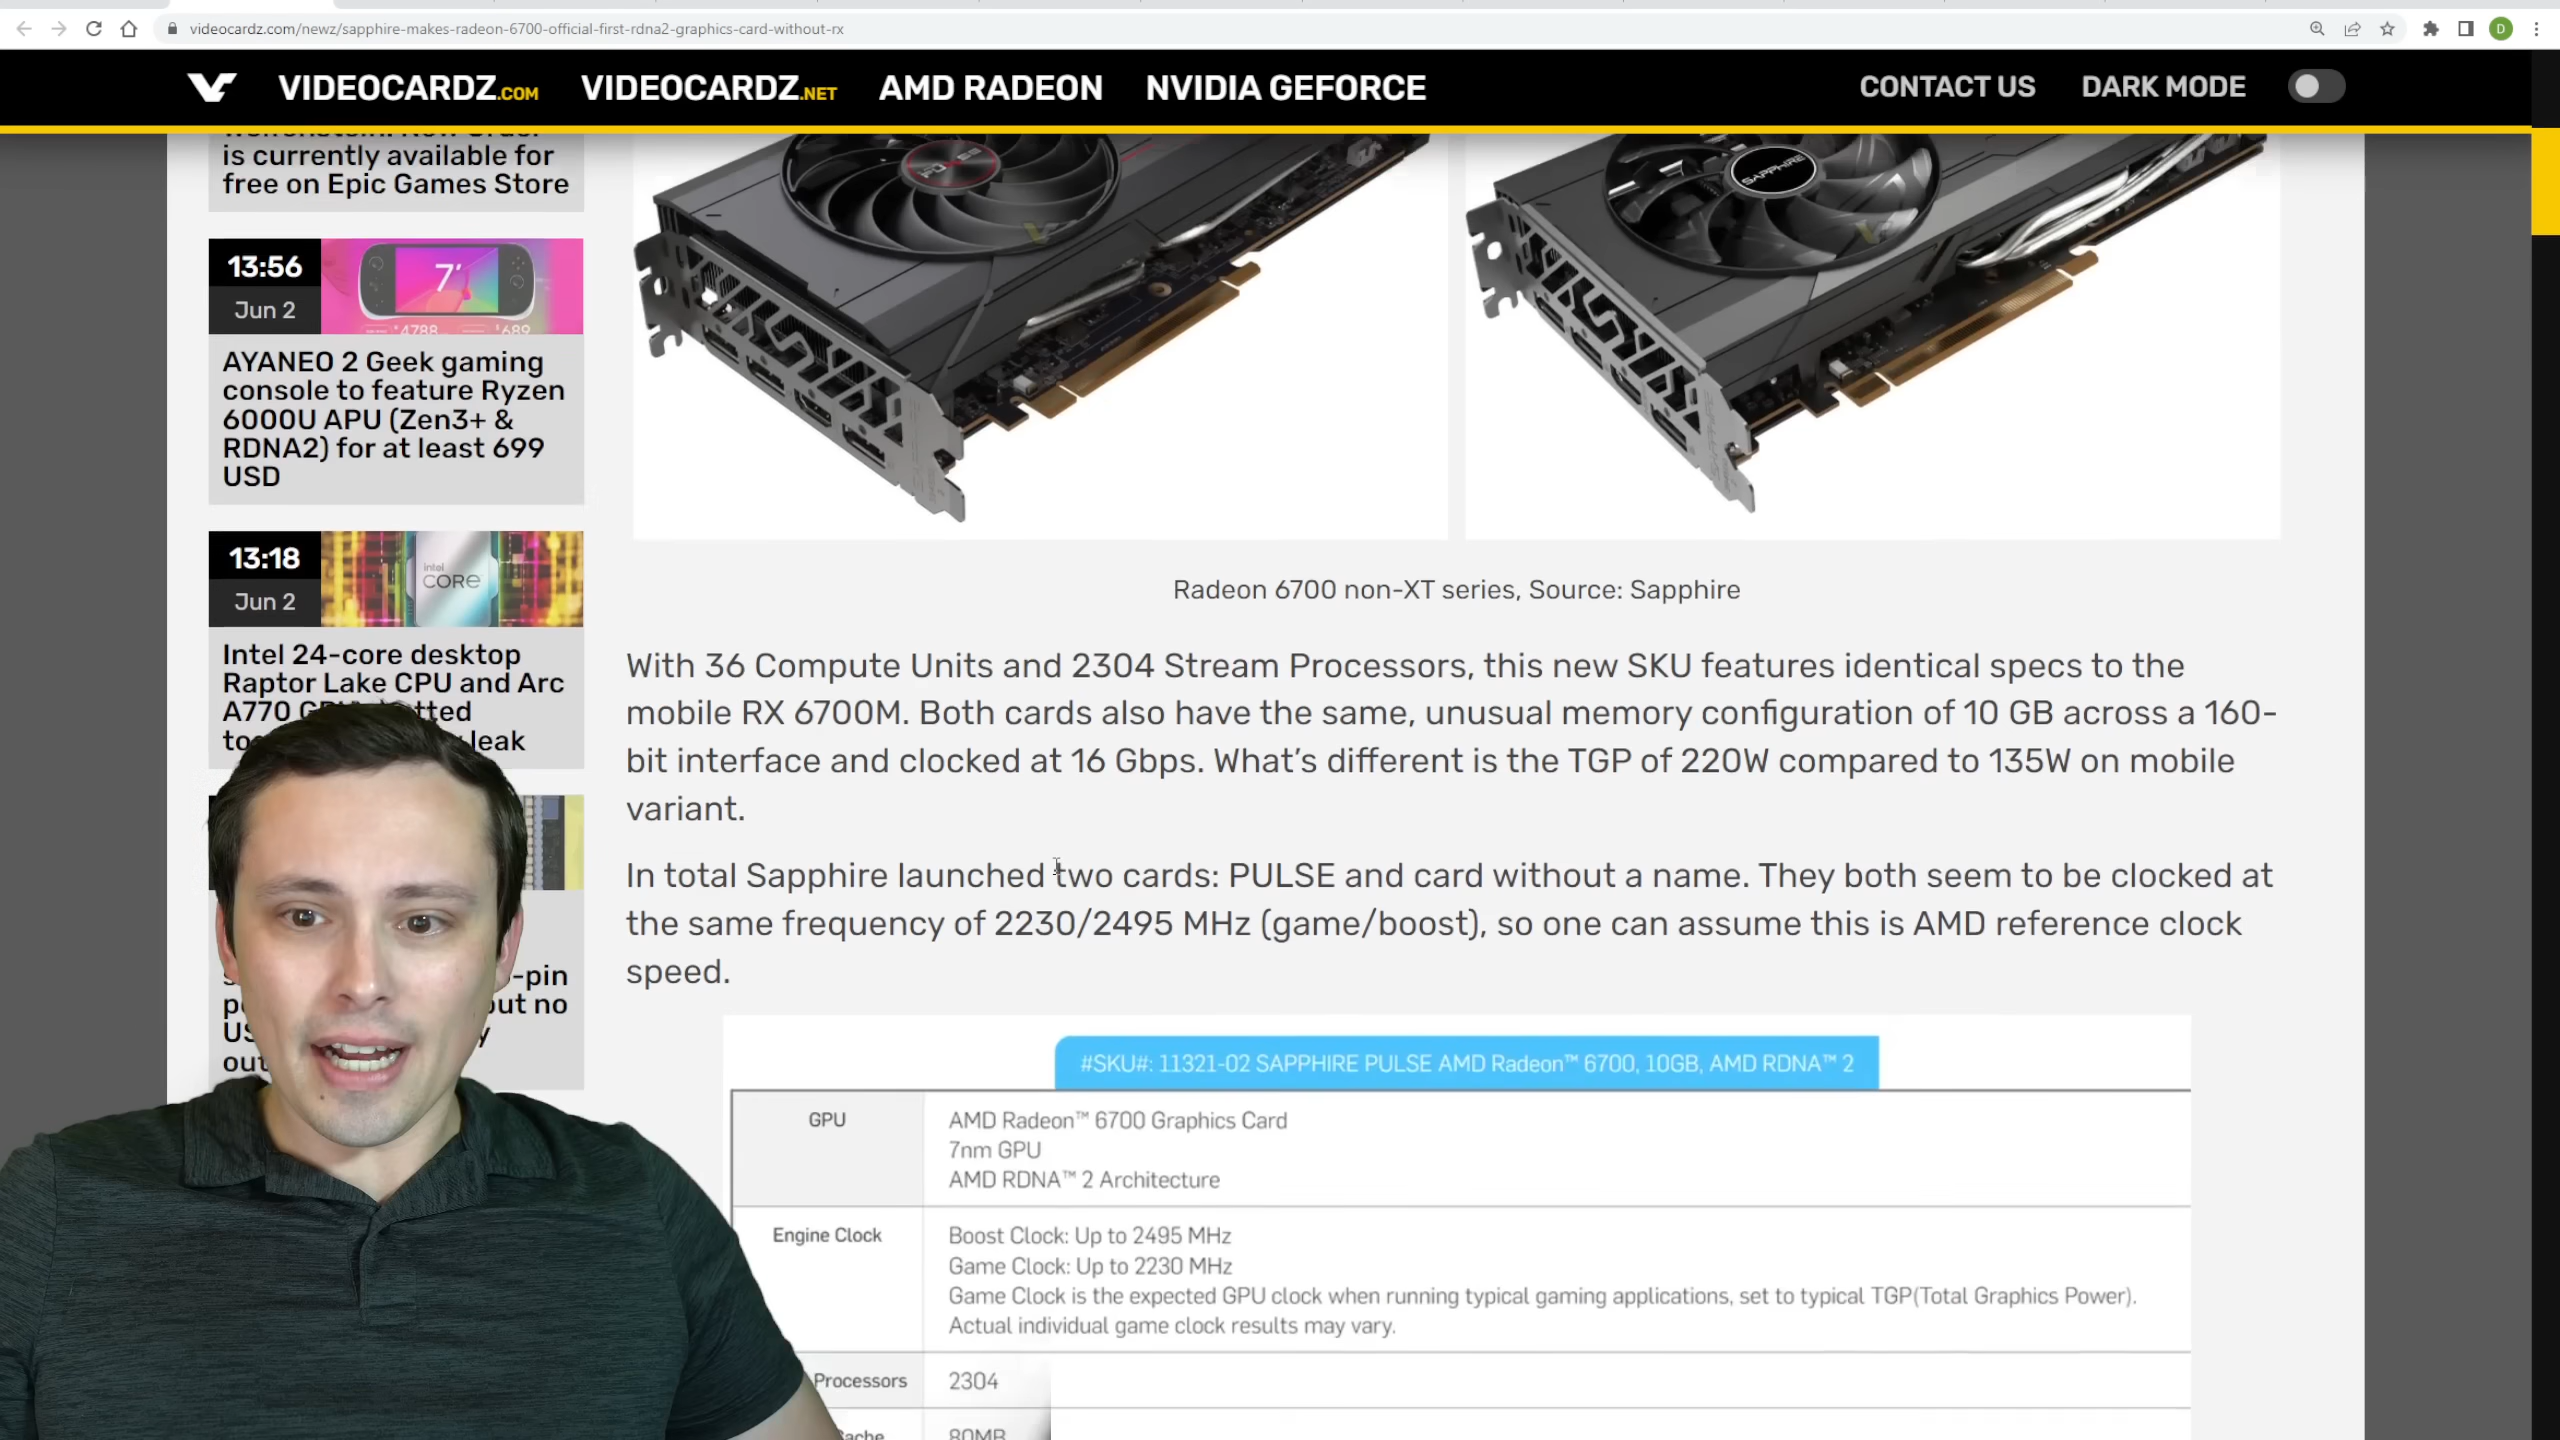 videocardz.com/newz/sapphire-makes-radeon-6700-official-first-rdna2-graphics-card-without-rx
D
VIDEOCARDZ.COM VIDEOCARDZ.NET AMD RADEON NVIDIA GEFORCE CONTACT US DARK MODE
is currently available for
free on Epic Games Store
13:56
Jun 2
7'
4788
689
AYANEO 2 Geek gaming
console to feature Ryzen
6000U APU (Zen3+ &
RDNA2) for at least 699
USD
13:18
Jun 2
intel
CORE
Intel 24-core desktop
Raptor Lake CPU and Arc
A770
leak
-pin
out no
SAPPHIRE
Radeon 6700 non-XT series, Source: Sapphire
With 36 Compute Units and 2304 Stream Processors, this new SKU features identical specs to the
mobile RX 6700M. Both cards also have the same, unusual memory configuration of 10 GB across a 160-
bit interface and clocked at 16 Gbps. What's different is the TGP of 220W compared to 135W on mobile
variant.
In total Sapphire launched two cards: PULSE and card without a name. They both seem to be clocked at
the same frequency of 2230/2495 MHz (game/boost), so one can assume this is AMD reference clock
speed.
#SKU#: 11321-02 SAPPHIRE PULSE AMD Radeon™ 6700, 10GB, AMD RDNA™ 2
GPU
AMD Radeon™ 6700 Graphics Card
7nm GPU
AMD RDNA™ 2 Architecture
Engine Clock
Boost Clock: Up to 2495 MHz
Game Clock: Up to 2230 MHz
Game Clock is the expected GPU clock when running typical gaming applications, set to typical TGP(Total Graphics Power).
Actual individual game clock results may vary.
Processors 2304
80MB